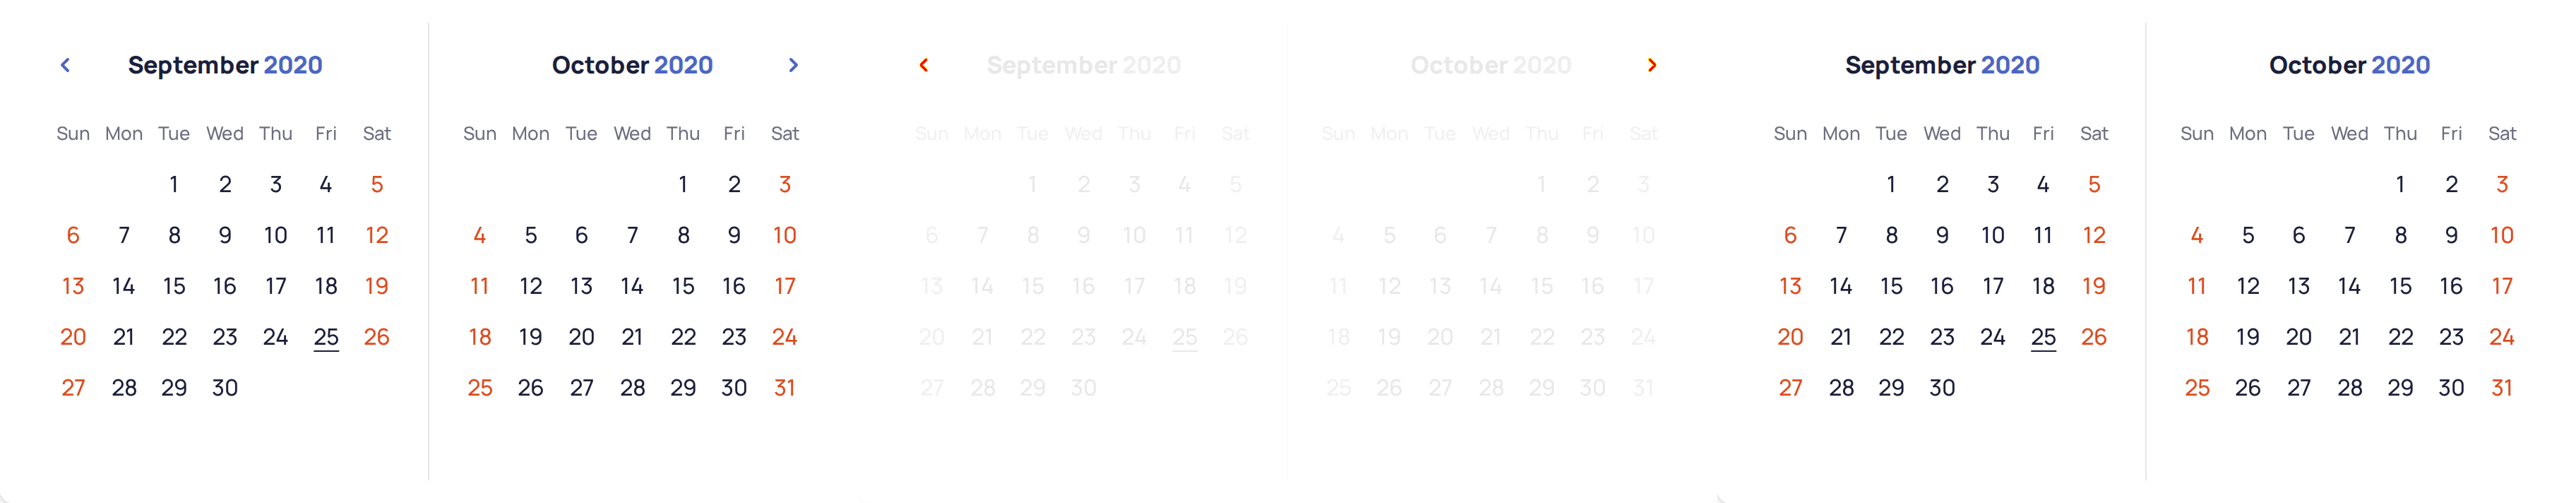 September 2020
Sun Mon Tue Wed Thu Fri Sat
1 2 3 4 5
6 7 8 9 10 11 12
13 14 15 16 17 18 19
20 21 22 23 24 25 26
27 28 29 30
October 2020
Sun Mon Tue Wed Thu Fri Sat
1 2 3
4 5 6 7 8 9 10
11 12 13 14 15 16 17
18 19 20 21 22 23 24
25 26 27 28 29 30 31
September 2020
Sun Mon Tue Wed Thu Fri Sat
1 2 3 4 5
6 7 8 9 10 11 12
13 14 15 16 17 18 19
20 21 22 23 24 25 26
27 28 29 30
October 2020
Sun Mon Tue Wed Thu Fri Sat
1 2 3
4 5 6 7 8 9 10
11 12 13 14 15 16 17
18 19 20 21 22 23 24
25 26 27 28 29 30 31
September 2020
Sun Mon Tue Wed Thu Fri Sat
1 2 3 4 5
6 7 8 9 10 11 12
13 14 15 16 17 18 19
20 21 22 23 24 25 26
27 28 29 30
October 2020
Sun Mon Tue Wed Thu Fri Sat
1 2 3
4 5 6 7 8 9 10
11 12 13 14 15 16 17
18 19 20 21 22 23 24
25 26 27 28 29 30 31